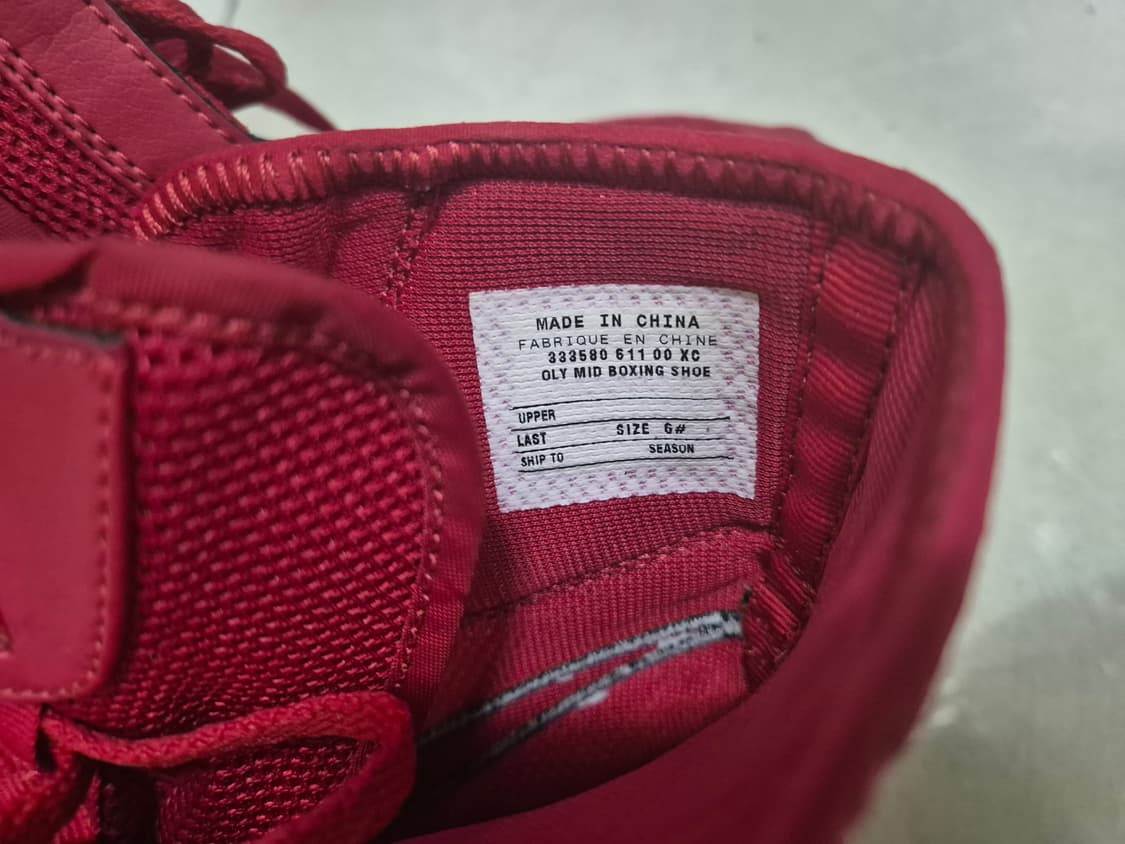 MADE IN CHINA
FABRIQUE EN CHINE
333580 611 00 XC
OLY MID BOXING SHOE
UPPER
LAST SIZE 6#
SHIP TO SEASON